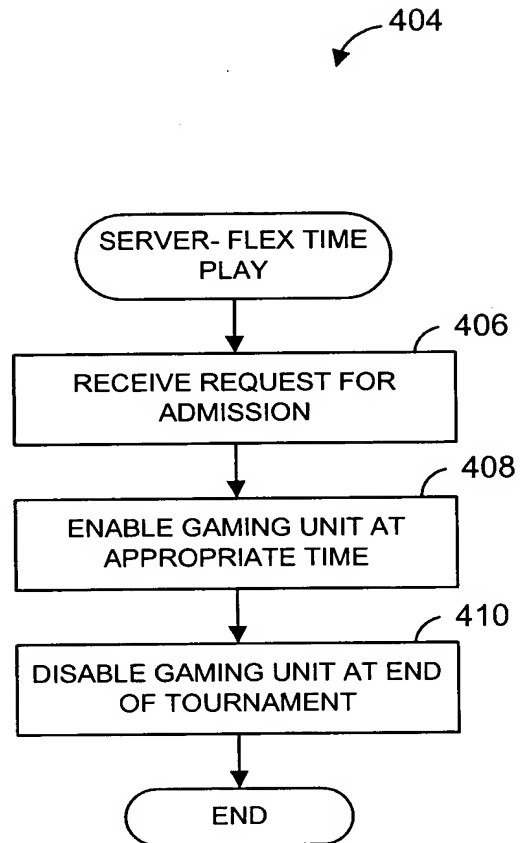 404
SERVER- FLEX TIME
PLAY
406
RECEIVE REQUEST FOR
ADMISSION
408
ENABLE GAMING UNIT AT
APPROPRIATE TIME
410
DISABLE GAMING UNIT AT END
OF TOURNAMENT
END